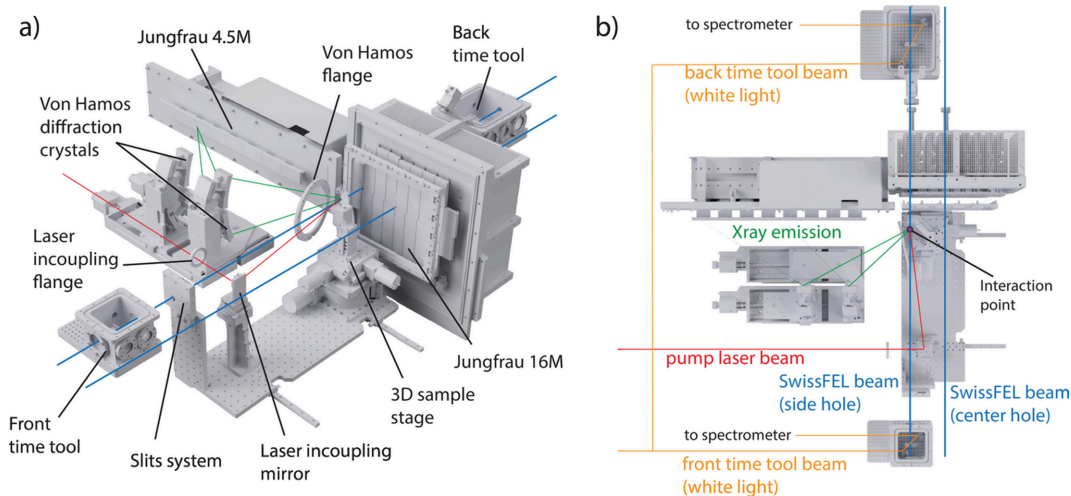 a)
Jungfrau 4.5M
Von Hamos
flange
Back
time tool
Von Hamos
diffraction
crystals
Laser
incoupling
flange
Front
time tool
Slits system
Laser incoupling
mirror
3D sample
stage
Jungfrau 16M
b)
to spectrometer
back time tool beam
(white light)
Xray emission
Interaction
point
pump laser beam
SwissFEL beam
(side hole)
SwissFEL beam
(center hole)
to spectrometer
front time tool beam
(white light)